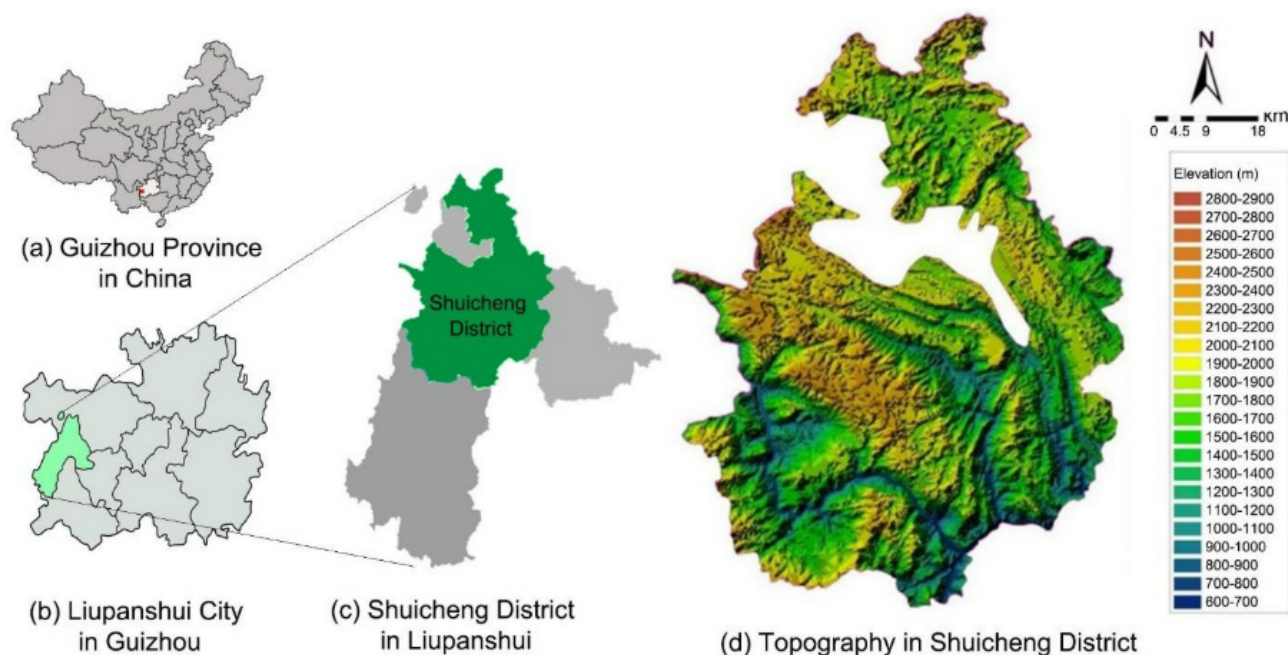 (a) Guizhou Province
in China
(b) Liupanshui City
in Guizhou
Shuicheng
District
(c) Shuicheng District
in Liupanshui
N
Km
0 4.5 9 18
Elevation (m)
2800-2900
2700-2800
2600-2700
2500-2600
2400-2500
2300-2400
2200-2300
2100-2200
2000-2100
1900-2000
1800-1900
1700-1800
1600-1700
1500-1600
1400-1500
1300-1400
1200-1300
1100-1200
1000-1100
900-1000
800-900
700-800
600-700
(d) Topography in Shuicheng District